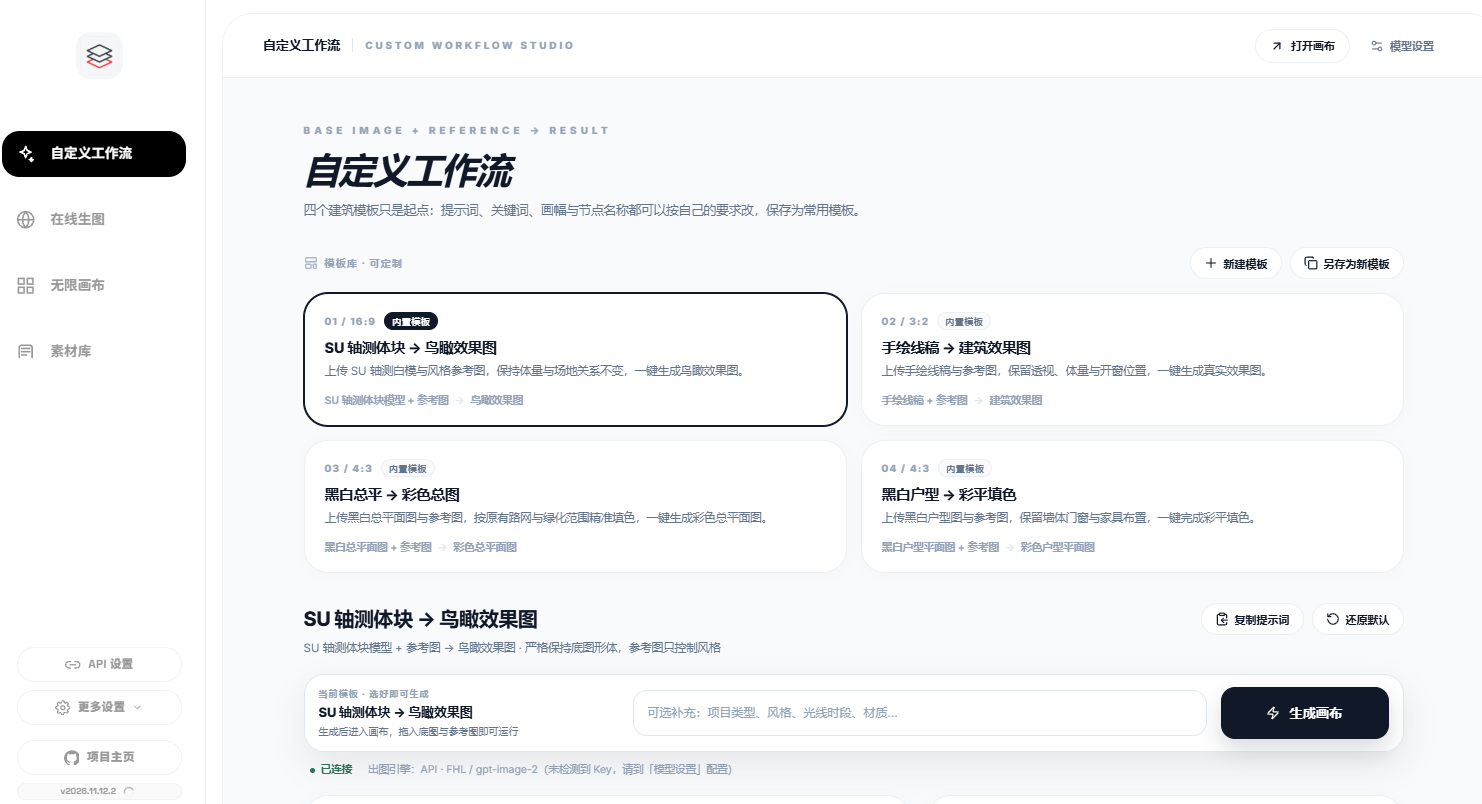 自定义工作流
在线生图
无限画布
素材库
API 设置
更多设置
项目主页
v2026.11.12.2
自定义工作流 CUSTOM WORKFLOW STUDIO
打开画布 模型设置
BASE IMAGE + REFERENCE → RESULT
自定义工作流
四个建筑模板只是起点：提示词、关键词、画幅与节点名称都可以按自己的要求改，保存为常用模板。
模板库 · 可定制
新建模板 另存为新模板
01 / 16:9 内置模板
SU 轴测体块 → 鸟瞰效果图
上传 SU 轴测白模与风格参考图，保持体量与场地关系不变，一键生成鸟瞰效果图。
SU 轴测体块模型 + 参考图 → 鸟瞰效果图
02 / 3:2 内置模板
手绘线稿 → 建筑效果图
上传手绘线稿与参考图，保留透视、体量与开窗位置，一键生成真实效果图。
手绘线稿 + 参考图 → 建筑效果图
03 / 4:3 内置模板
黑白总平 → 彩色总图
上传黑白总平面图与参考图，按原有路网与绿化范围精准填色，一键生成彩色总平面图。
黑白总平面图 + 参考图 → 彩色总平面图
04 / 4:3 内置模板
黑白户型 → 彩平填色
上传黑白户型图与参考图，保留墙体门窗与家具布置，一键完成彩平填色。
黑白户型平面图 + 参考图 → 彩色户型平面图
SU 轴测体块 → 鸟瞰效果图
复制提示词 还原默认
SU 轴测体块模型 + 参考图 → 鸟瞰效果图 · 严格保持底图形体，参考图只控制风格
当前模板 · 选好即可生成
SU 轴测体块 → 鸟瞰效果图
生成后进入画布，拖入底图与参考图即可运行
可选补充：项目类型、风格、光线时段、材质...
生成画布
已连接 出图引擎：API · FHL / gpt-image-2（未检测到 Key，请到「模型设置」配置）